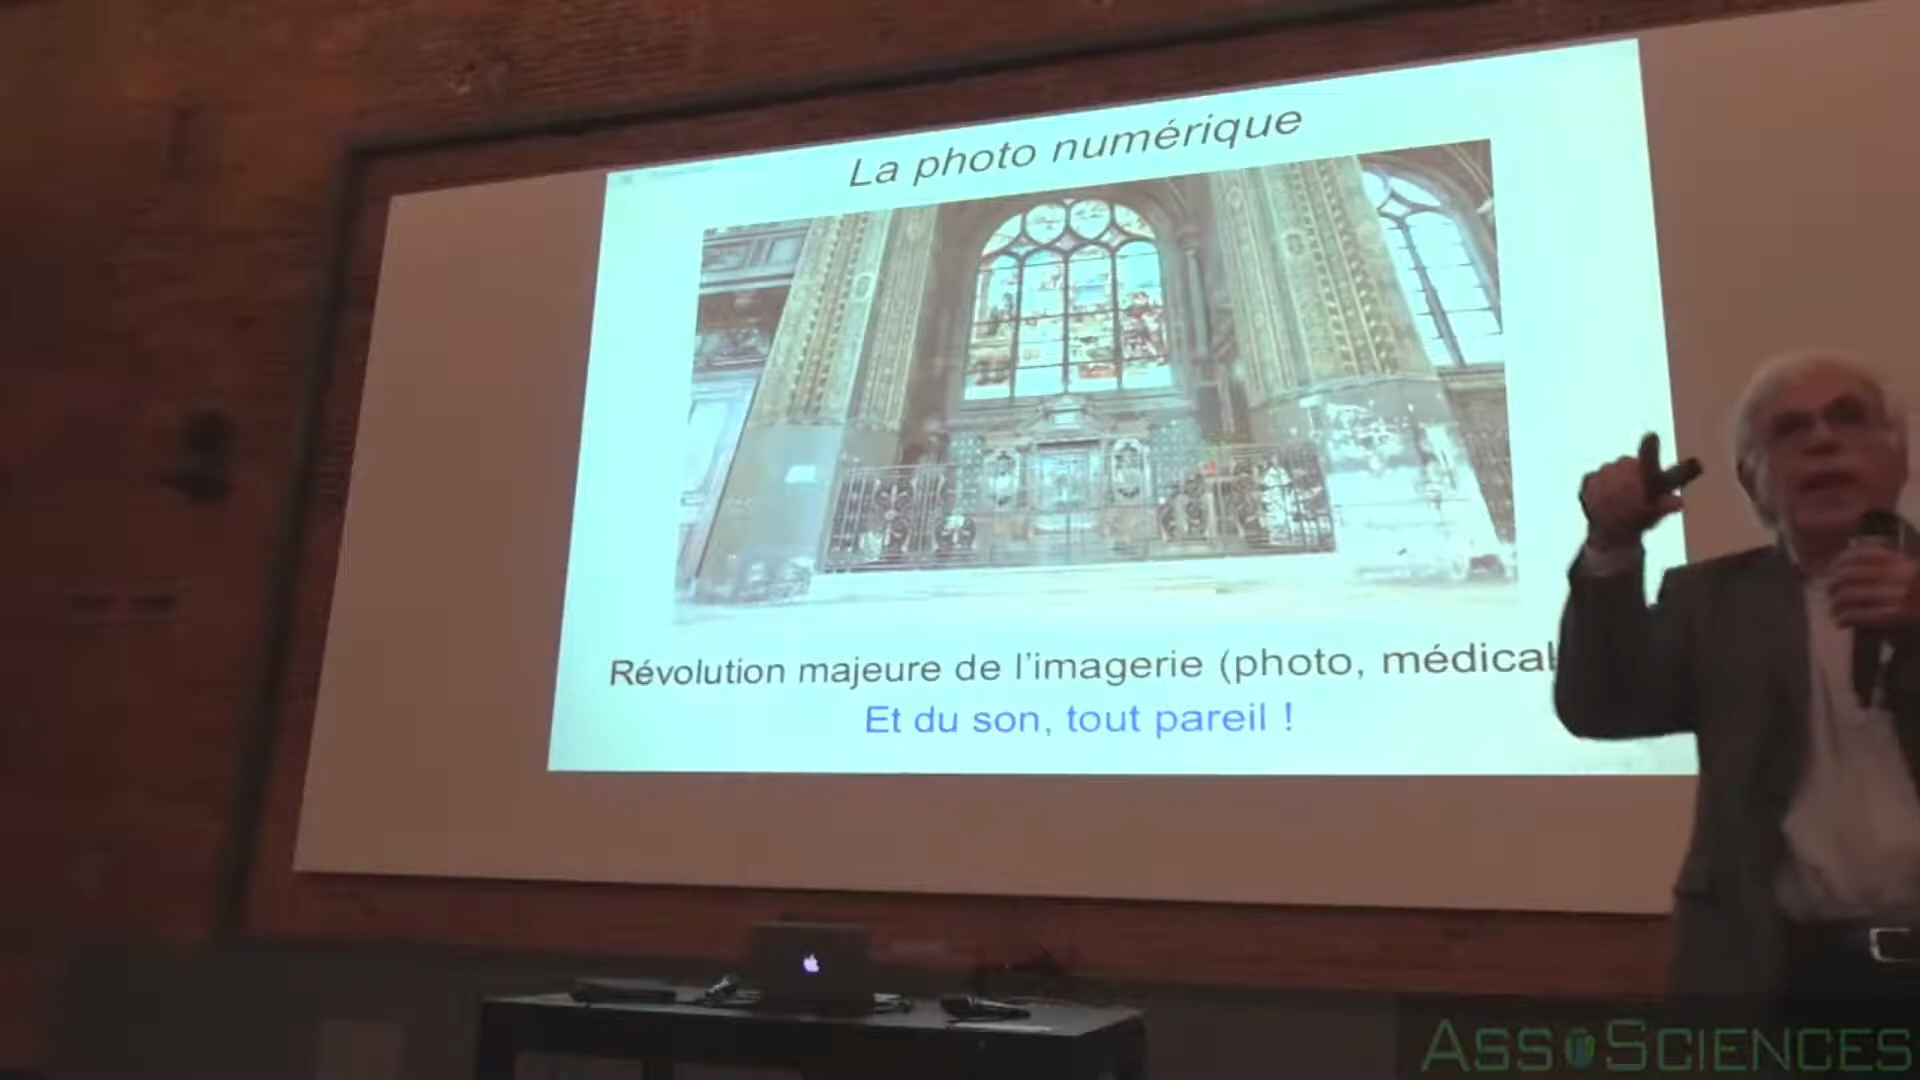 La photo numérique
Révolution majeure de l'imagerie (photo, médical
Et du son, tout pareil !
ASSOSCIENCES